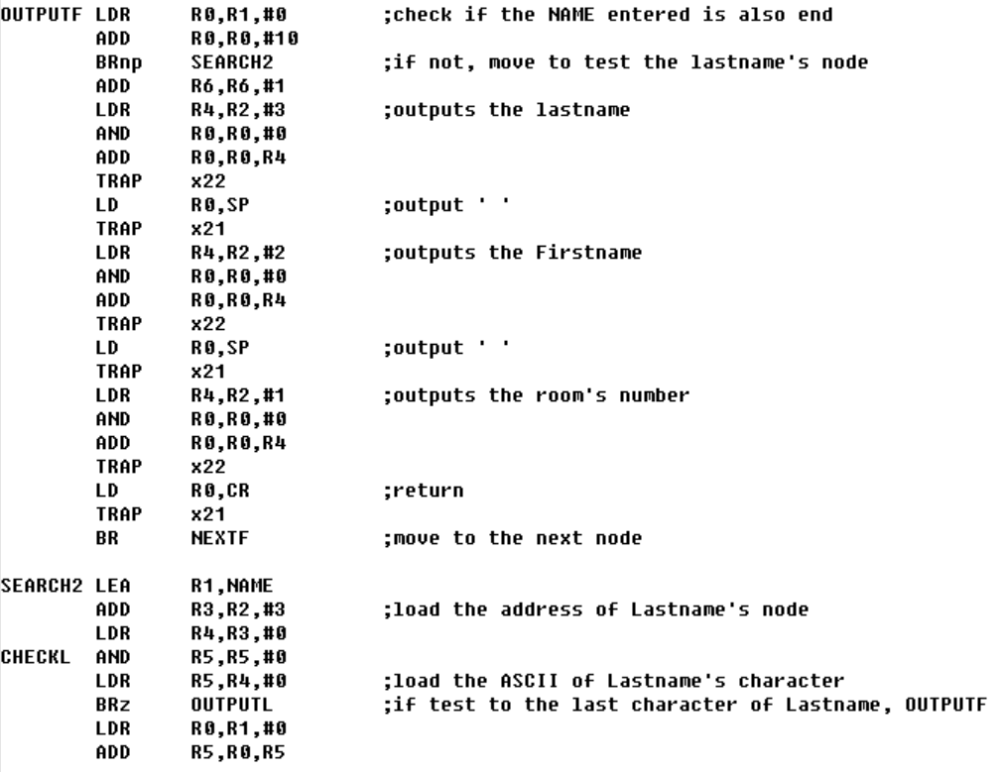 OUTPUTF LDR     R0,R1,#0        ;check if the NAME entered is also end
        ADD     R0,R0,#10
        BRnp    SEARCH2         ;if not, move to test the lastname's node
        ADD     R6,R6,#1
        LDR     R4,R2,#3        ;outputs the lastname
        AND     R0,R0,#0
        ADD     R0,R0,R4
        TRAP    x22
        LD      R0,SP           ;output ' '
        TRAP    x21
        LDR     R4,R2,#2        ;outputs the Firstname
        AND     R0,R0,#0
        ADD     R0,R0,R4
        TRAP    x22
        LD      R0,SP           ;output ' '
        TRAP    x21
        LDR     R4,R2,#1        ;outputs the room's number
        AND     R0,R0,#0
        ADD     R0,R0,R4
        TRAP    x22
        LD      R0,CR           ;return
        TRAP    x21
        BR      NEXTF           ;move to the next node
SEARCH2 LEA     R1,NAME
        ADD     R3,R2,#3        ;load the address of Lastname's node
        LDR     R4,R3,#0
CHECKL  AND     R5,R5,#0
        LDR     R5,R4,#0        ;load the ASCII of Lastname's character
        BRz     OUTPUTL         ;if test to the last character of Lastname, OUTPUTF
        LDR     R0,R1,#0
        ADD     R5,R0,R5